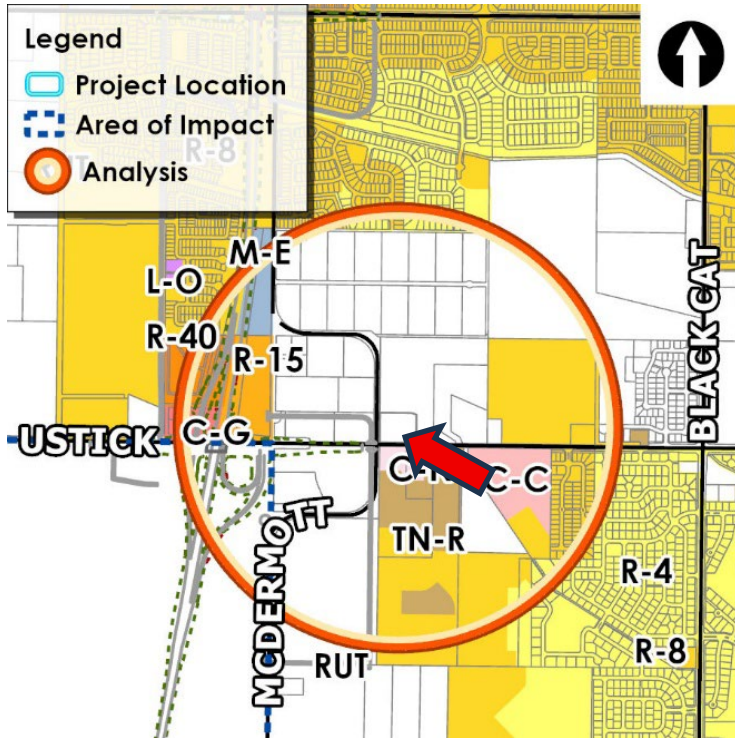 Legend
Project Location
Area of Impact
Analysis
R-8
M-E
L-O
R-40
R-15
C-G
USTICK
C-C
TN-R
MCDERMOTT
BLACK CAT
R-4
R-8
RUT